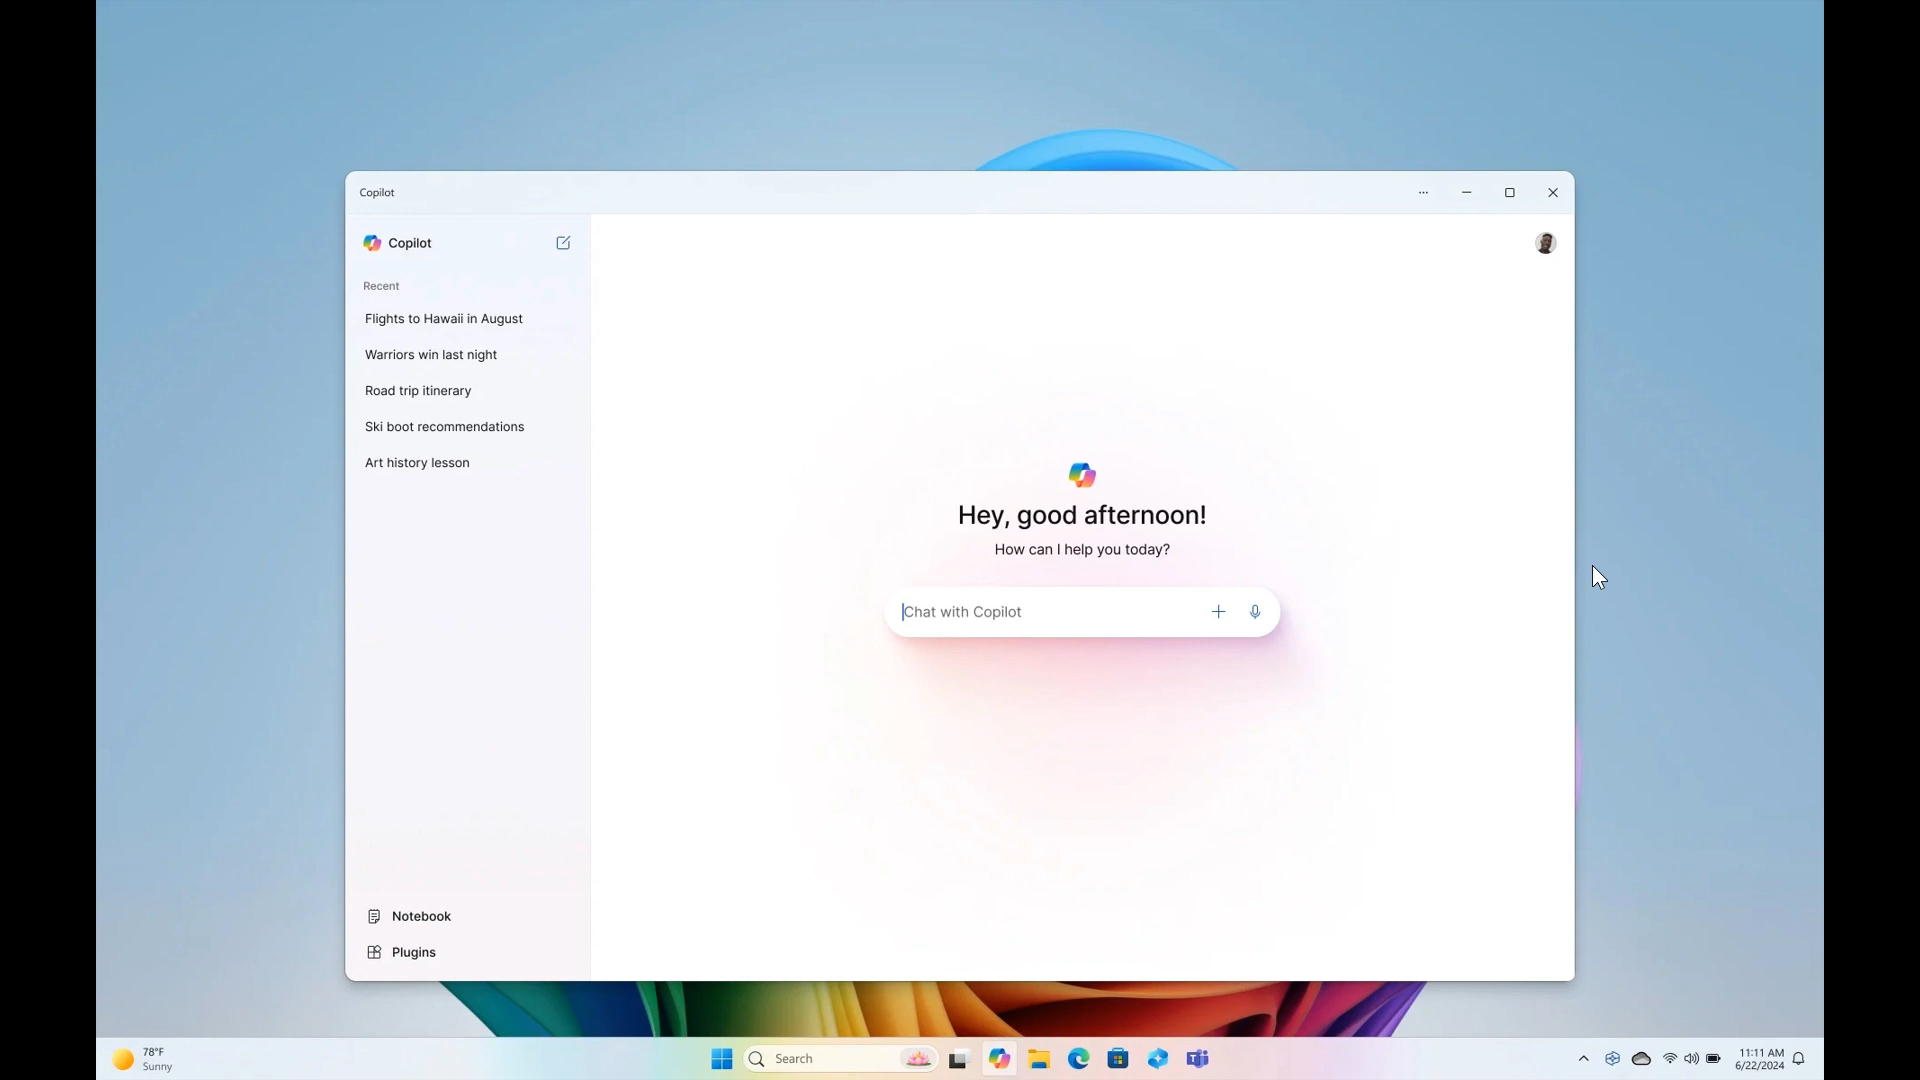 Copilot
Copilot
Recent
Flights to Hawaii in August
Warriors win last night
Road trip itinerary
Ski boot recommendations
Art history lesson
Notebook
Plugins
Hey, good afternoon!
How can I help you today?
Chat with Copilot
78°F
Sunny
Search
11:11 AM
6/22/2024